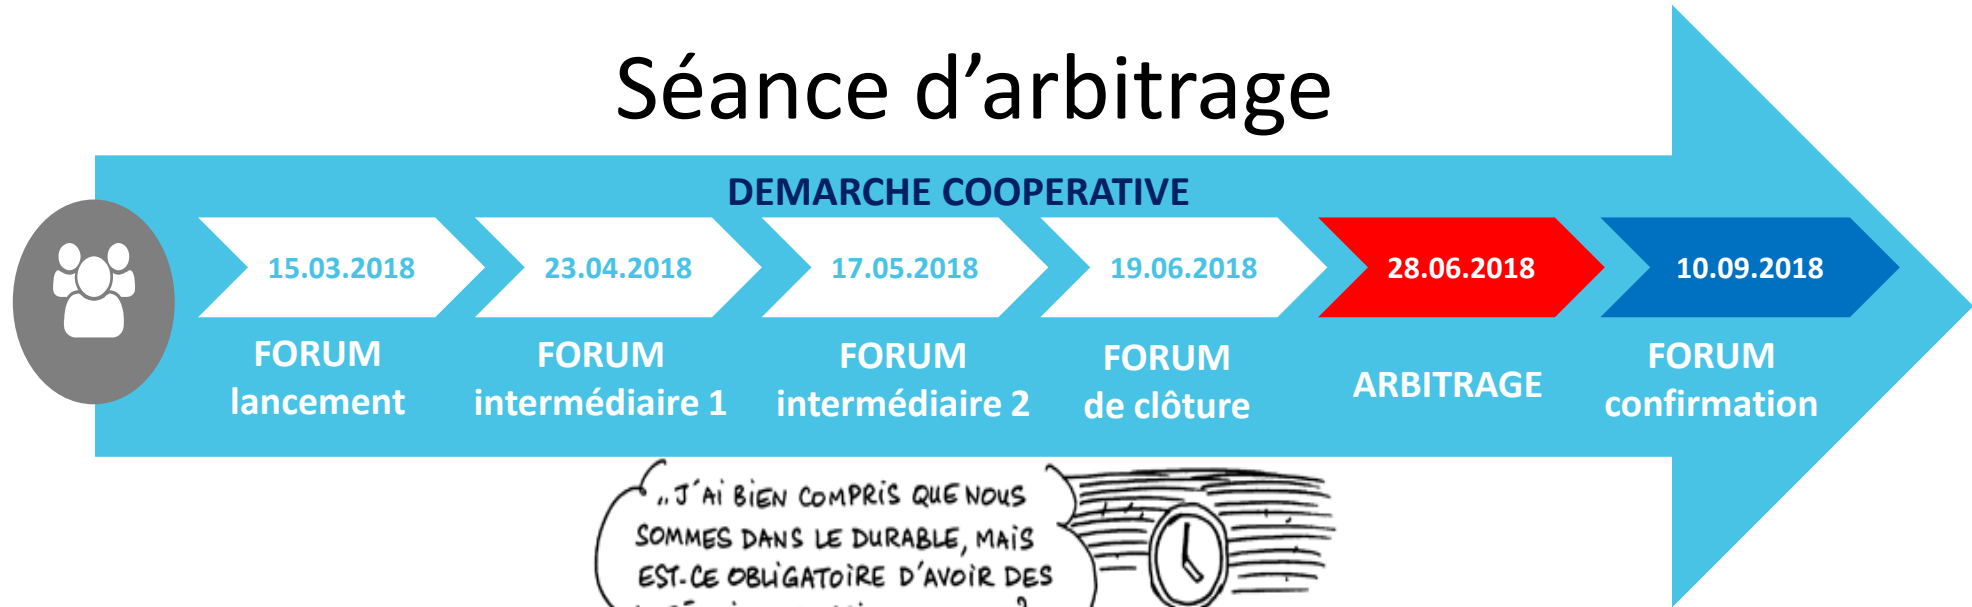 Séance d’arbitrage
DEMARCHE COOPERATIVE
15.03.2018
23.04.2018
17.05.2018
19.06.2018
28.06.2018
10.09.2018
FORUM
lancement
FORUM
intermédiaire 1
FORUM
intermédiaire 2
FORUM
de clôture
ARBITRAGE
FORUM
confirmation
..J'Ai BiEN COMPRiS QUE NOUS
SOMMES DANS LE DURABLE, MAiS
EST-CE OBLiGATOiRE D'AVOiR DES